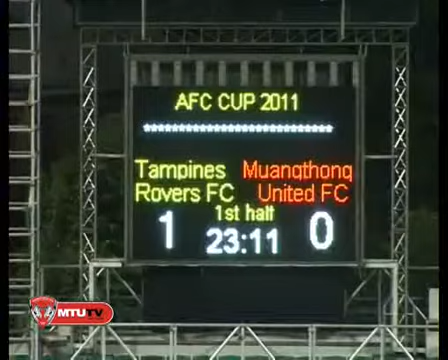 AFC CUP 2011
*************************
Tampines Muangthong
Rovers FC United FC
1st half
1 23:11 0
MTUTV